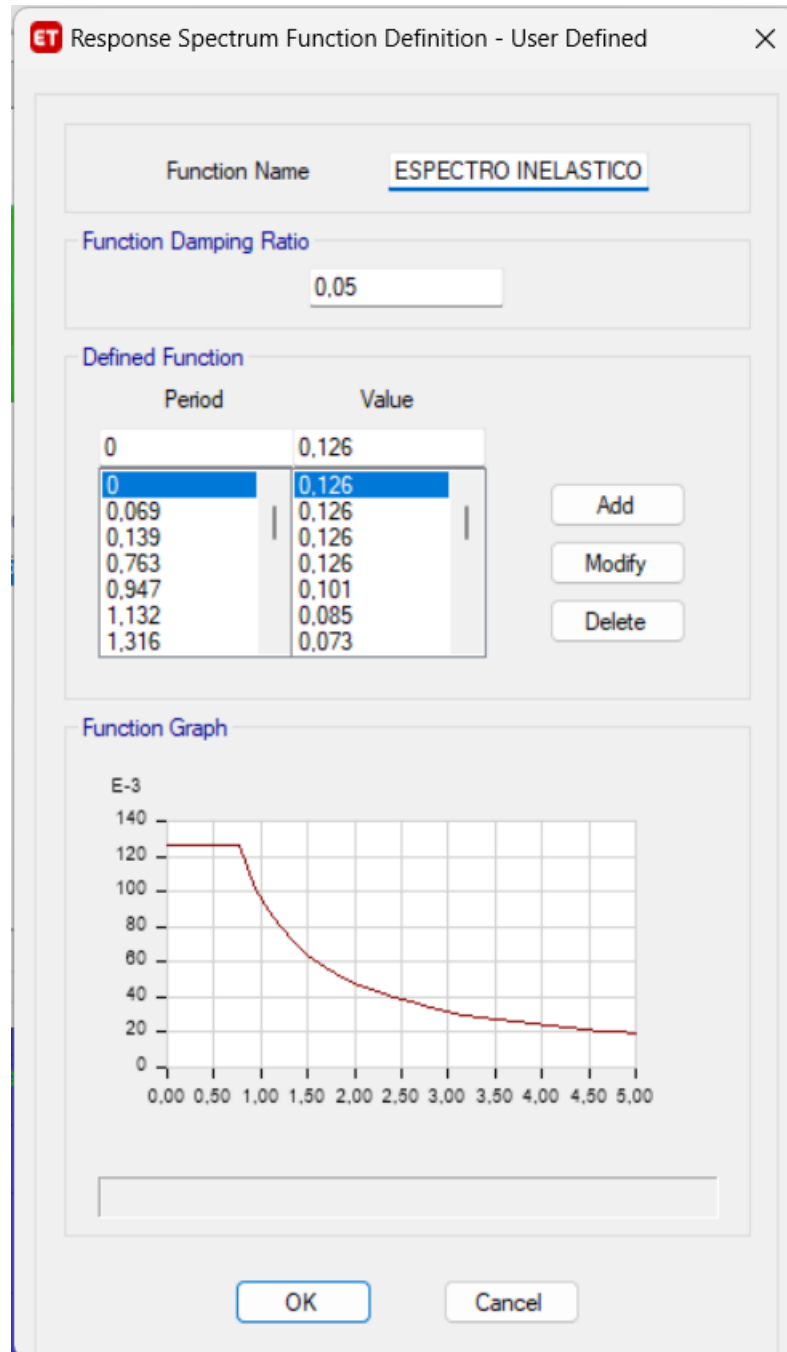 ET Response Spectrum Function Definition - User Defined
Function Name ESPECTRO INELASTICO
Function Damping Ratio
0,05
Defined Function
Period Value
0 0,126
0 0,126
0,069 0,126
0,139 0,126
0,763 0,126
0,947 0,101
1,132 0,085
1,316 0,073
Add
Modify
Delete
Function Graph
E-3
140
120
100
80
60
40
20
0
0,00 0,50 1,00 1,50 2,00 2,50 3,00 3,50 4,00 4,50 5,00
OK Cancel